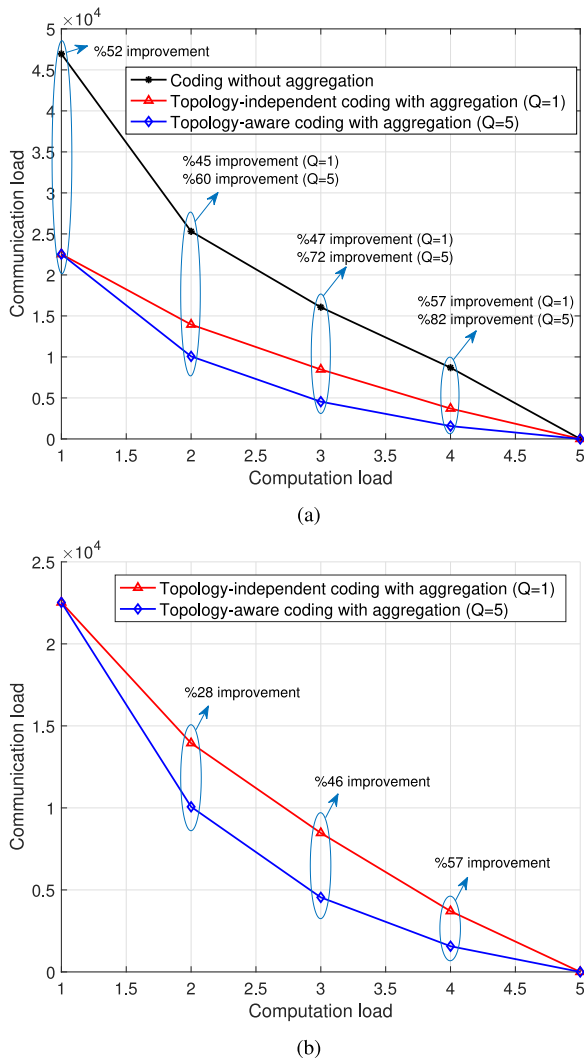 ×10⁴
5
4.5
4
3.5
3
2.5
2
1.5
1
0.5
0
Communication load
%52 improvement
Coding without aggregation
Topology-independent coding with aggregation (Q=1)
Topology-aware coding with aggregation (Q=5)
%45 improvement (Q=1)
%60 improvement (Q=5)
%47 improvement (Q=1)
%72 improvement (Q=5)
%57 improvement (Q=1)
%82 improvement (Q=5)
1 1.5 2 2.5 3 3.5 4 4.5 5
Computation load
(a)
×10⁴
2.5
2
1.5
1
0.5
0
Communication load
Topology-independent coding with aggregation (Q=1)
Topology-aware coding with aggregation (Q=5)
%28 improvement
%46 improvement
%57 improvement
1 1.5 2 2.5 3 3.5 4 4.5 5
Computation load
(b)